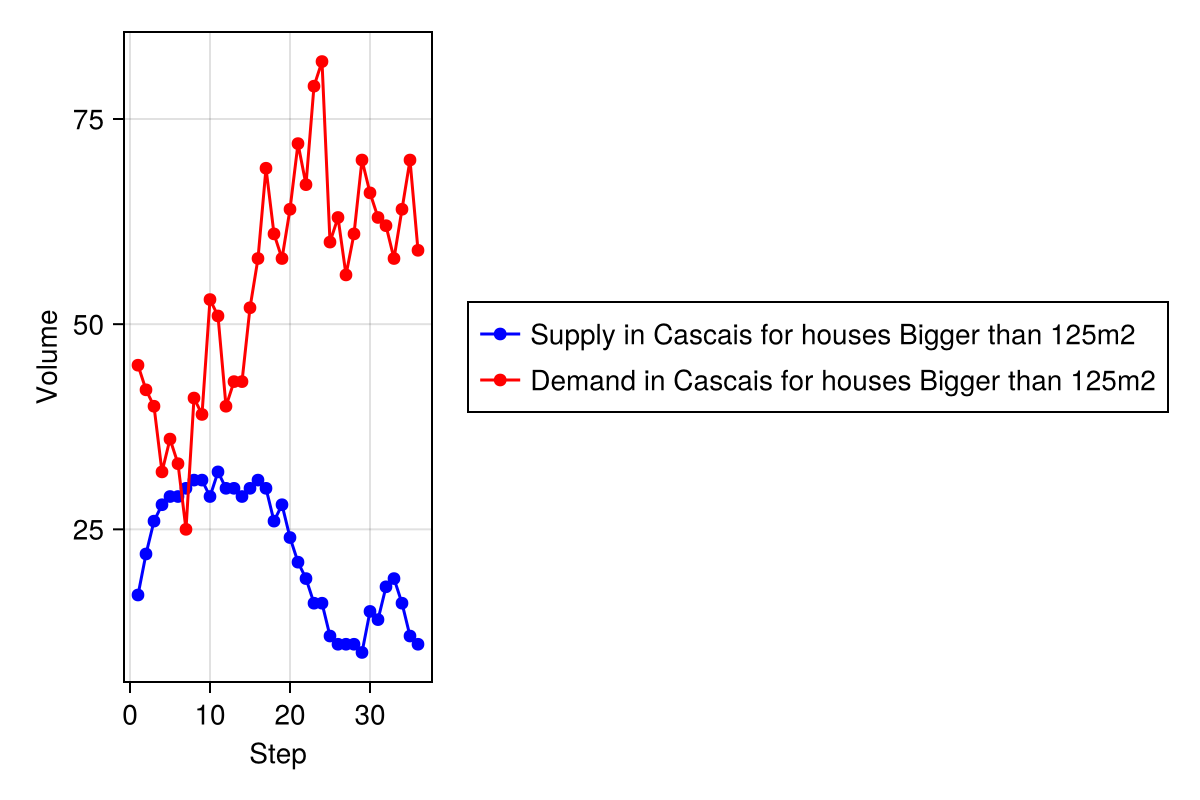 75
50
25
Volume
0 10 20 30
Step
Supply in Cascais for houses Bigger than 125m2
Demand in Cascais for houses Bigger than 125m2